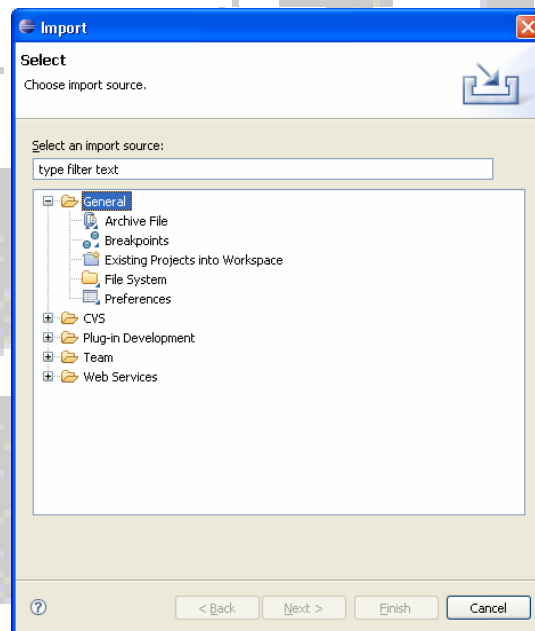 Import
Select
Choose import source.
Select an import source:
type filter text
General
Archive File
Breakpoints
Existing Projects into Workspace
File System
Preferences
CVS
Plug-in Development
Team
Web Services
< Back Next > Finish Cancel